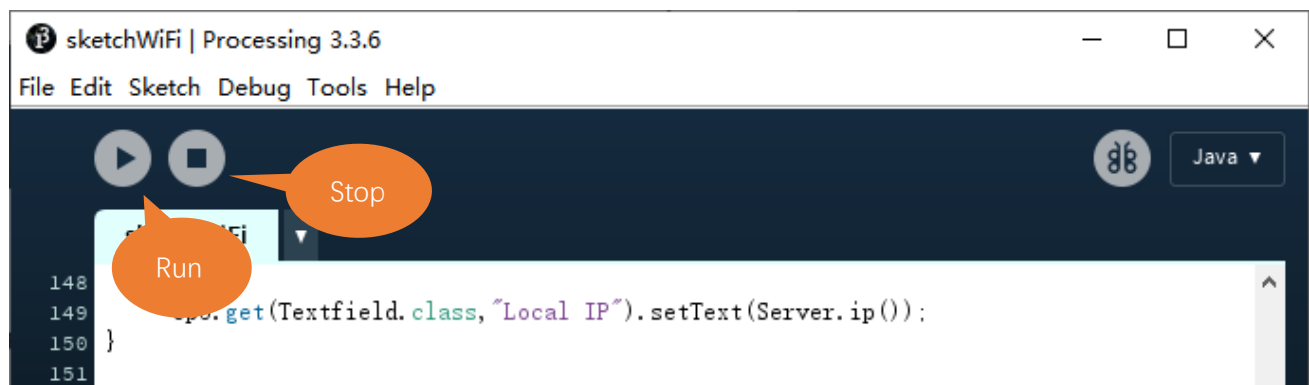 sketchWiFi | Processing 3.3.6
File Edit Sketch Debug Tools Help
Java ▼
Stop
Run
148
149 .get(Textfield.class,"Local IP").setText(Server.ip());
150 }
151